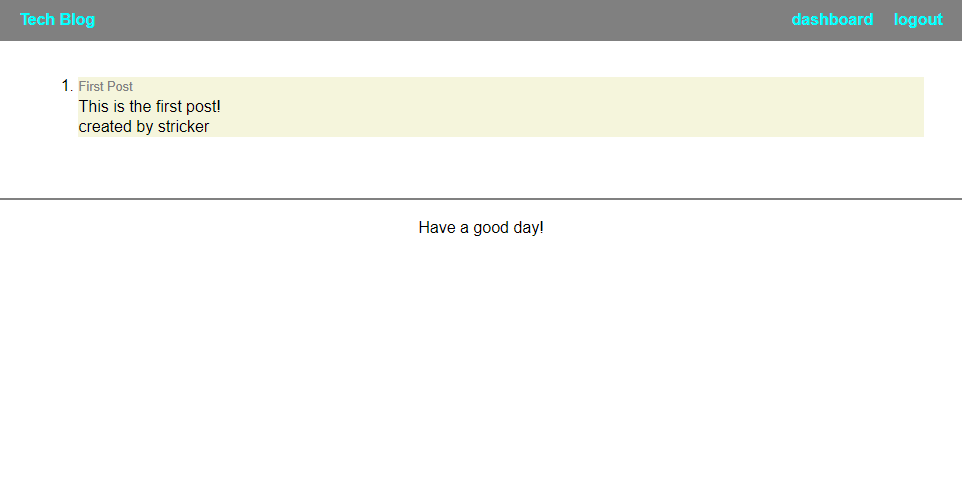 Tech Blog dashboard logout
1. First Post
This is the first post!
created by stricker
Have a good day!